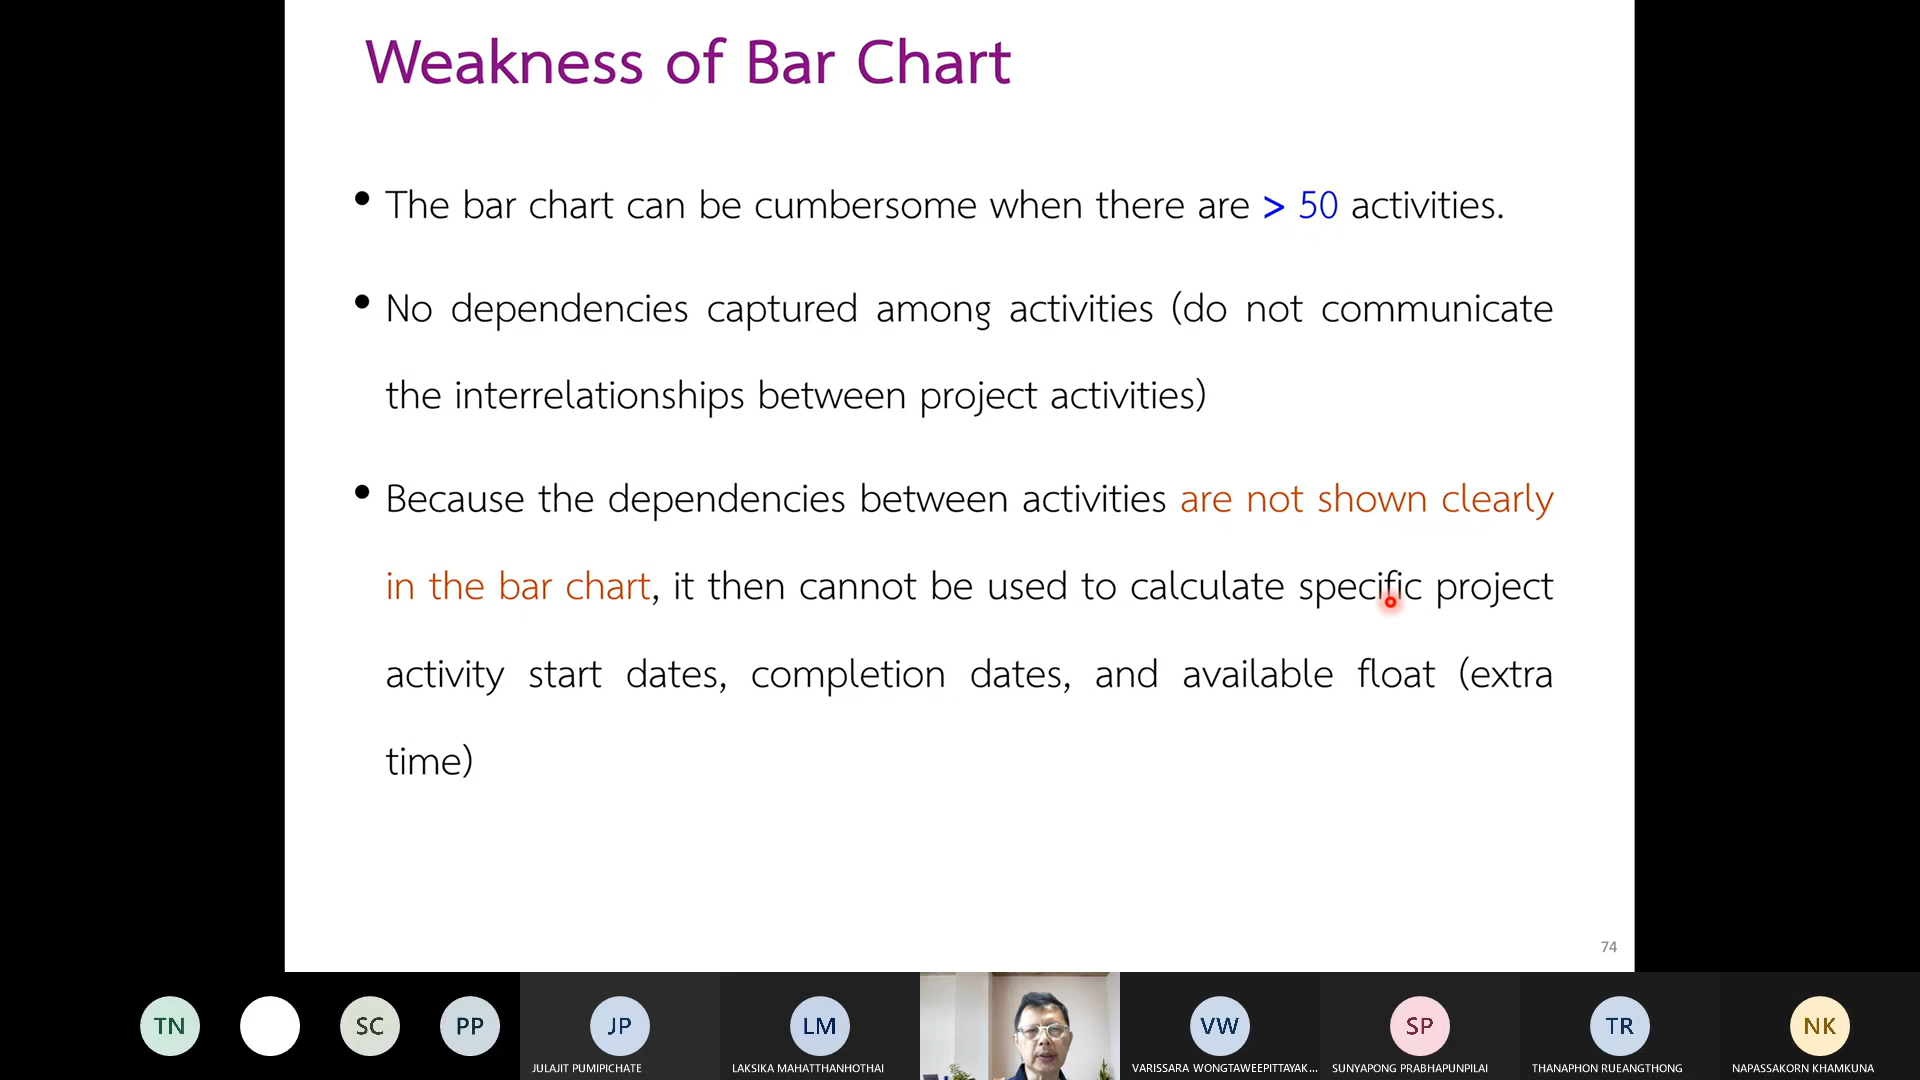 Weakness of Bar Chart
• The bar chart can be cumbersome when there are > 50 activities.
• No dependencies captured among activities (do not communicate
the interrelationships between project activities)
• Because the dependencies between activities are not shown clearly
in the bar chart, it then cannot be used to calculate specific project
activity start dates, completion dates, and available float (extra
time)
74
TN
SC
PP
JP
LM
VW
SP
TR
NK
JULAJIT PUMIPICHATE
LAKSIKA MAHATTHANHOTHAI
VARISSARA WONGTAWEEPITTAYAK...
SUNYAPONG PRABHAPUNPILAI
THANAPHON RUEANGTHONG
NAPASSAKORN KHAMKUNA